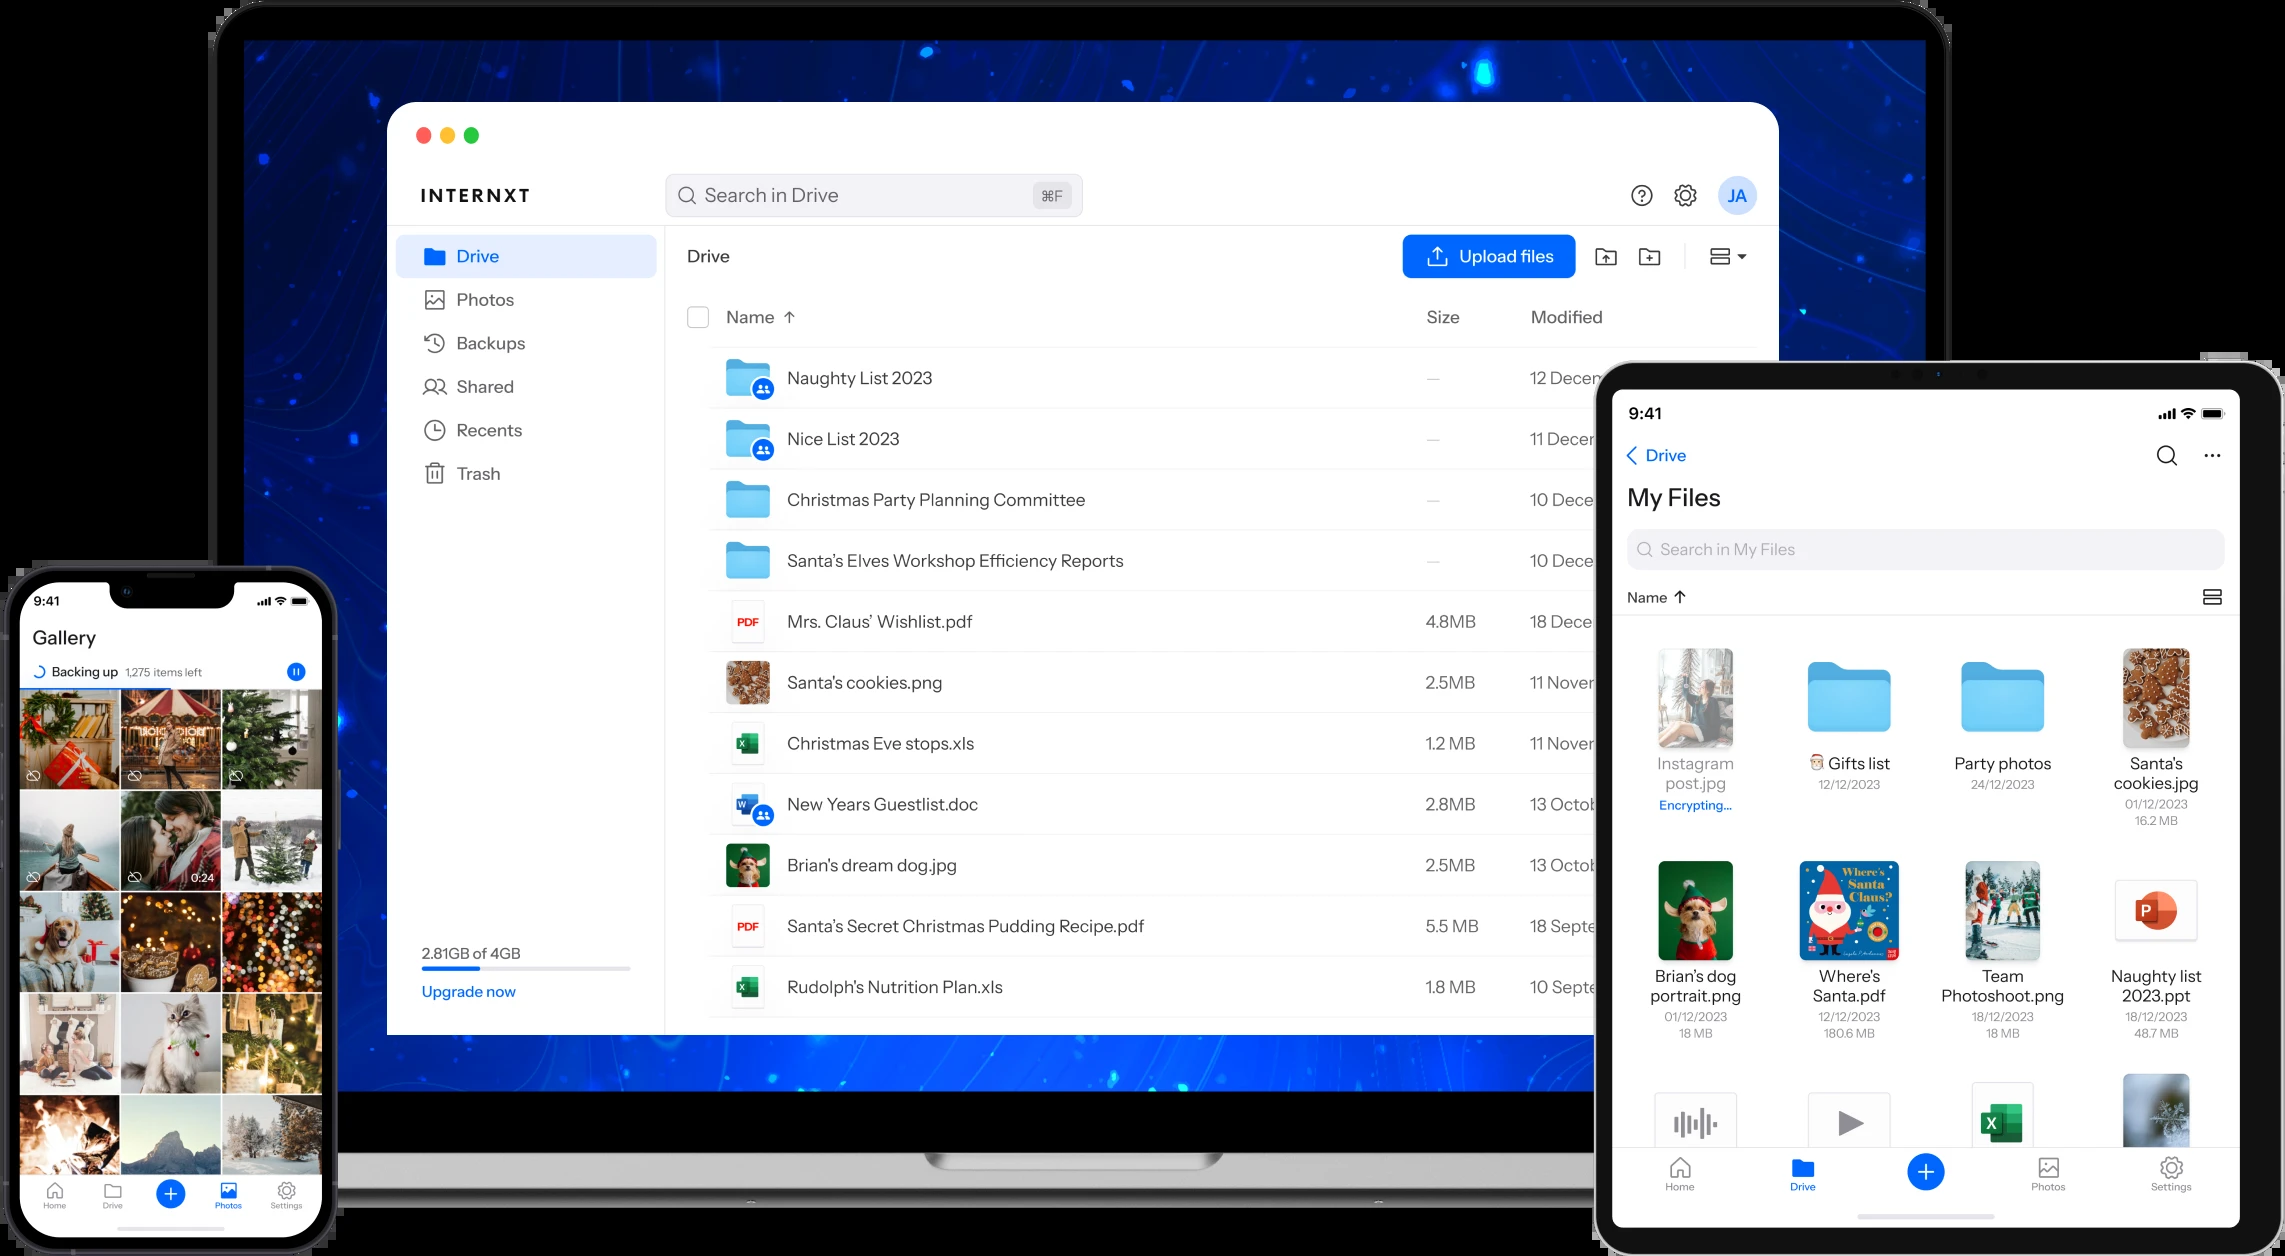 INTERNXT
Search in Drive
⌘F
JA
Drive
Photos
Backups
Shared
Recents
Trash
2.81GB of 4GB
Upgrade now
Drive
Upload files
Name ↑ Size Modified
Naughty List 2023 — 12 Decem
Nice List 2023 — 11 Decem
Christmas Party Planning Committee — 10 Dece
Santa’s Elves Workshop Efficiency Reports — 10 Dece
PDF Mrs. Claus’ Wishlist.pdf 4.8MB 18 Dece
Santa's cookies.png 2.5MB 11 Novem
X Christmas Eve stops.xls 1.2 MB 11 Novem
W New Years Guestlist.doc 2.8MB 13 Octob
Brian's dream dog.jpg 2.5MB 13 Octob
PDF Santa’s Secret Christmas Pudding Recipe.pdf 5.5 MB 18 Septe
X Rudolph's Nutrition Plan.xls 1.8 MB 10 Septe
9:41
Gallery
Backing up 1,275 items left
0:24
Home Drive Photos Settings
9:41
Drive
My Files
Search in My Files
Name ↑
Instagram
post.jpg
Encrypting...
Gifts list
12/12/2023
Party photos
24/12/2023
Santa's
cookies.jpg
01/12/2023
16.2 MB
Brian’s dog
portrait.png
01/12/2023
18 MB
Where's
Santa
Claus?
Where's
Santa.pdf
12/12/2023
180.6 MB
Team
Photoshoot.png
18/12/2023
18 MB
P
Naughty list
2023.ppt
18/12/2023
48.7 MB
X
Home Drive Photos Settings